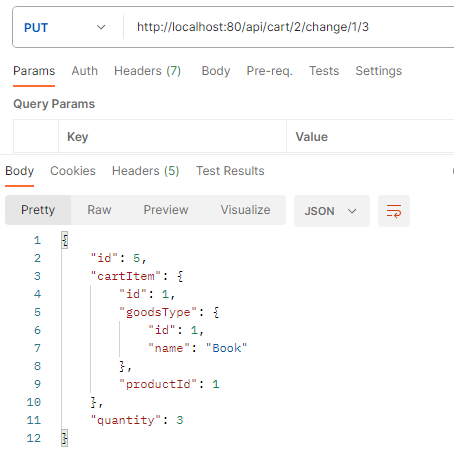 PUT http://localhost:80/api/cart/2/change/1/3
Params Auth Headers (7) Body Pre-req. Tests Settings
Query Params
Key Value
Body Cookies Headers (5) Test Results
Pretty Raw Preview Visualize JSON
1 {
2 "id": 5,
3 "cartItem": {
4 "id": 1,
5 "goodsType": {
6 "id": 1,
7 "name": "Book"
8 },
9 "productId": 1
10 },
11 "quantity": 3
12 }